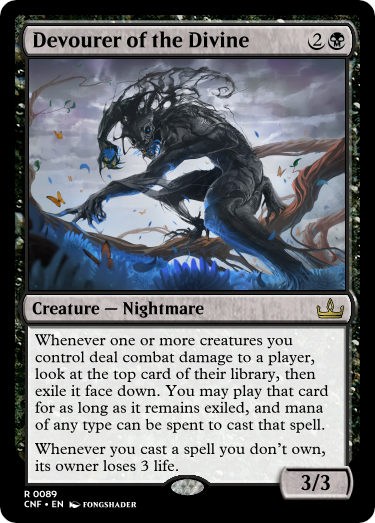 Devourer of the Divine 2
Creature — Nightmare
Whenever one or more creatures you
control deal combat damage to a player,
look at the top card of their library, then
exile it face down. You may play that card
for as long as it remains exiled, and mana
of any type can be spent to cast that spell.
Whenever you cast a spell you don't own,
its owner loses 3 life.
3/3
R 0089
CNF • EN FONGSHADER